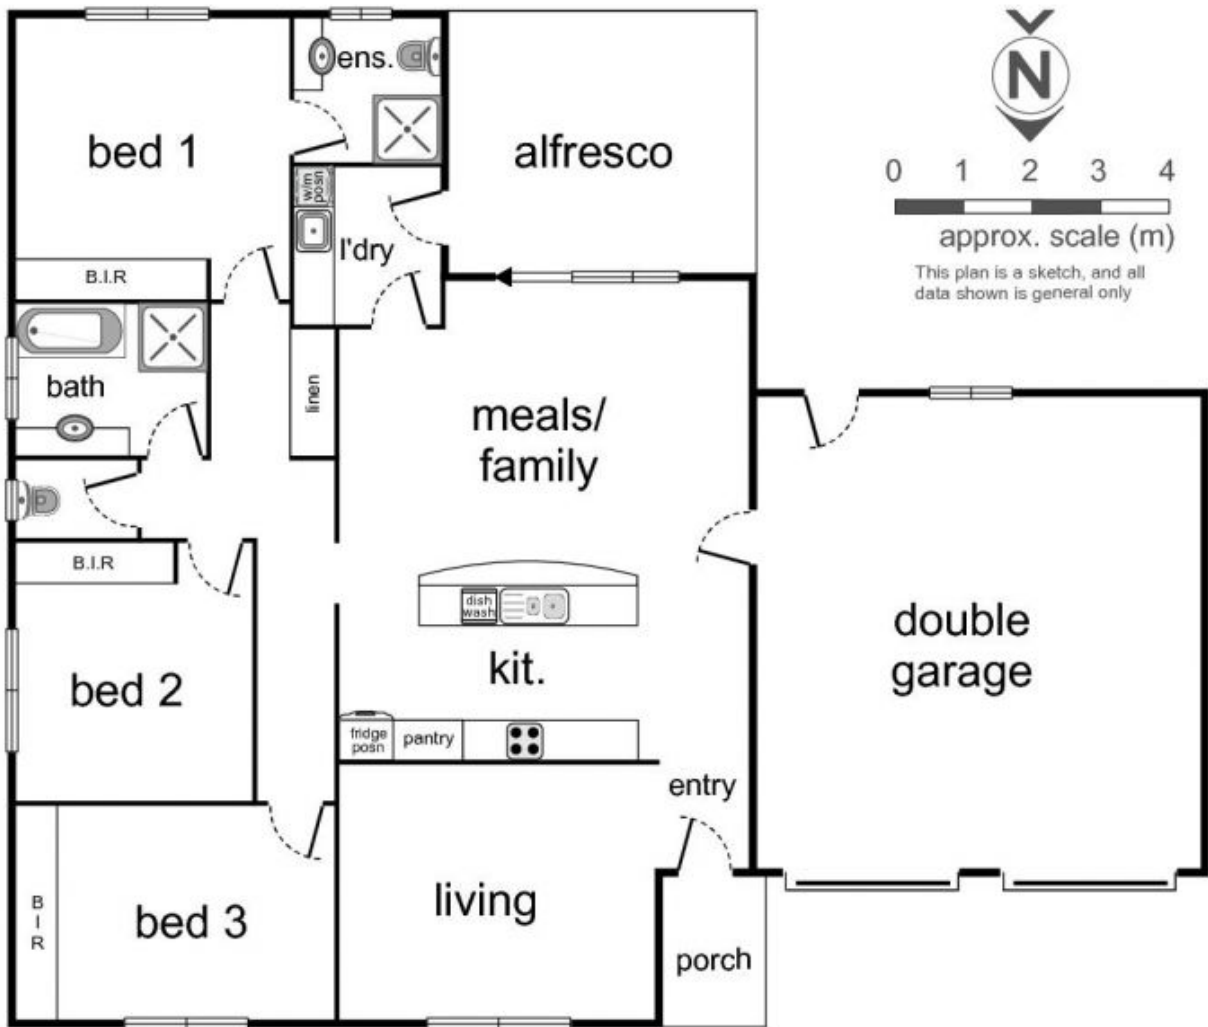 ens.
N
bed 1
alfresco
w/m
posn
0 1 2 3 4
l'dry
approx. scale (m)
B.I.R
This plan is a sketch, and all
data shown is general only
bath
linen
meals/
family
B.I.R
dish
wash
double
garage
kit.
bed 2
fridge
posn
pantry
entry
living
B
I
R
bed 3
porch